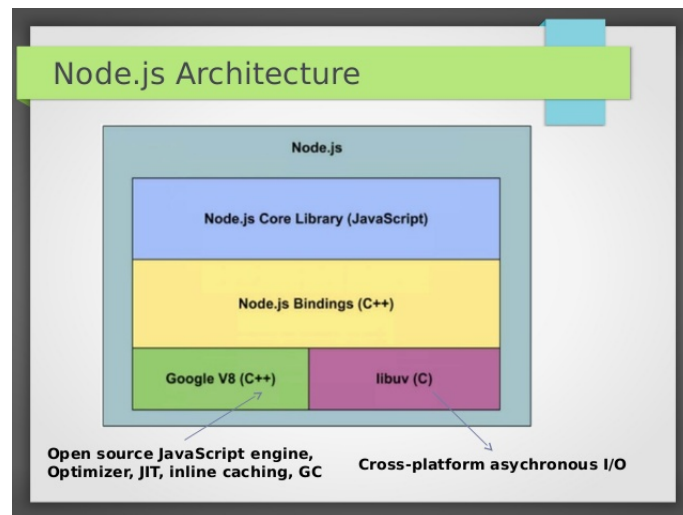 Node.js Architecture
Node.js
Node.js Core Library (JavaScript)
Node.js Bindings (C++)
Google V8 (C++)
libuv (C)
Open source JavaScript engine,
Optimizer, JIT, inline caching, GC
Cross-platform asychronous I/O